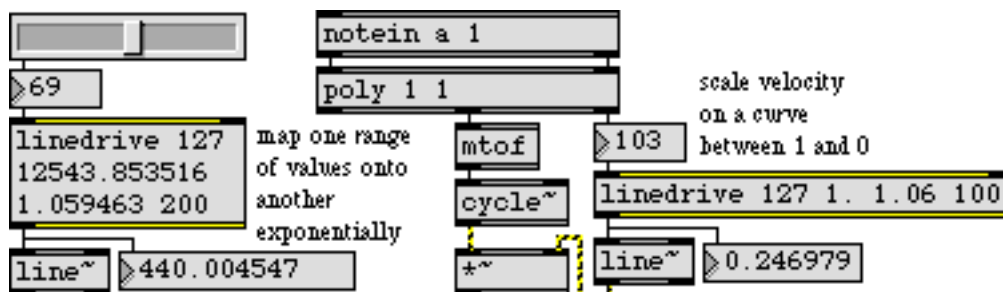 69
linedrive 127
12543.853516
1.059463 200
map one range
of values onto
another
exponentially
line~
440.004547
notein a 1
poly 1 1
mtof
cycle~
*~
scale velocity
on a curve
between 1 and 0
103
linedrive 127 1. 1.06 100
line~
0.246979